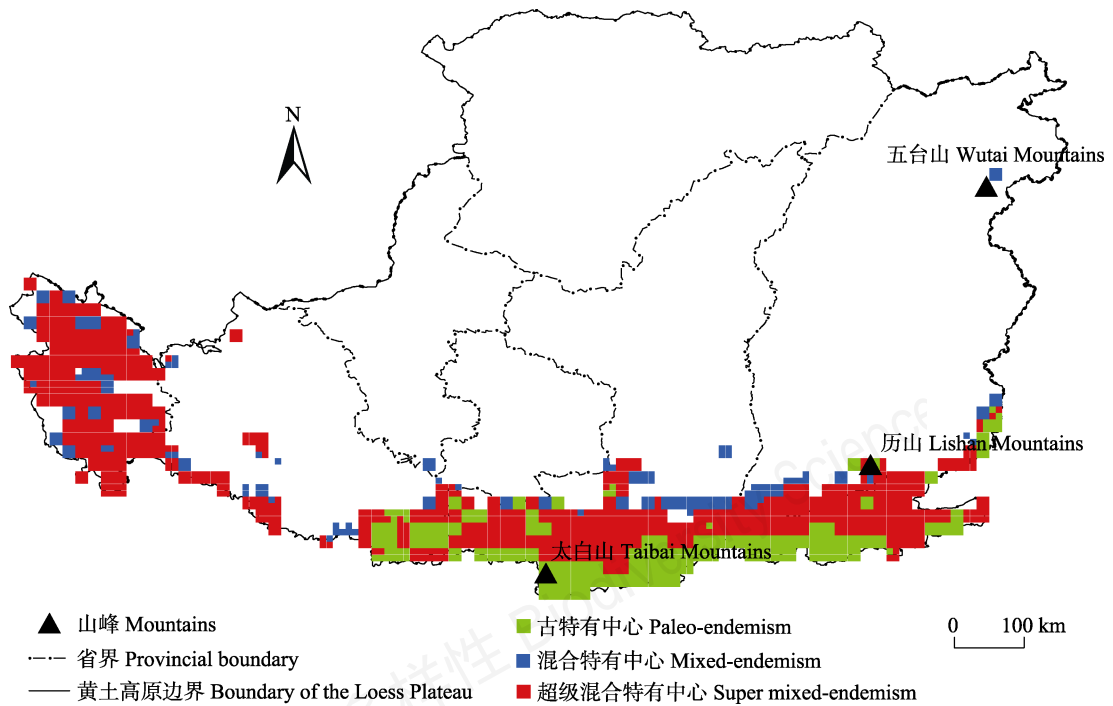 N
五台山 Wutai Mountains
历山 Lishan Mountains
太白山 Taibai Mountains
山峰 Mountains
省界 Provincial boundary
黄土高原边界 Boundary of the Loess Plateau
古特有中心 Paleo-endemism
混合特有中心 Mixed-endemism
超级混合特有中心 Super mixed-endemism
0 100 km